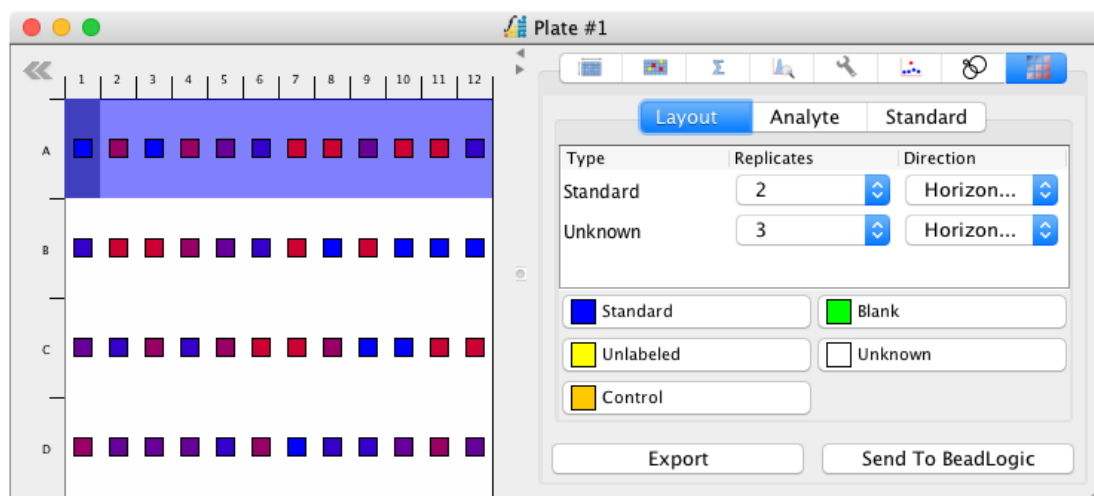 Plate #1
1 2 3 4 5 6 7 8 9 10 11 12
A
B
C
D
Σ
Layout Analyte Standard
Type Replicates Direction
Standard 2 Horizon...
Unknown 3 Horizon...
Standard Blank
Unlabeled Unknown
Control
Export Send To BeadLogic